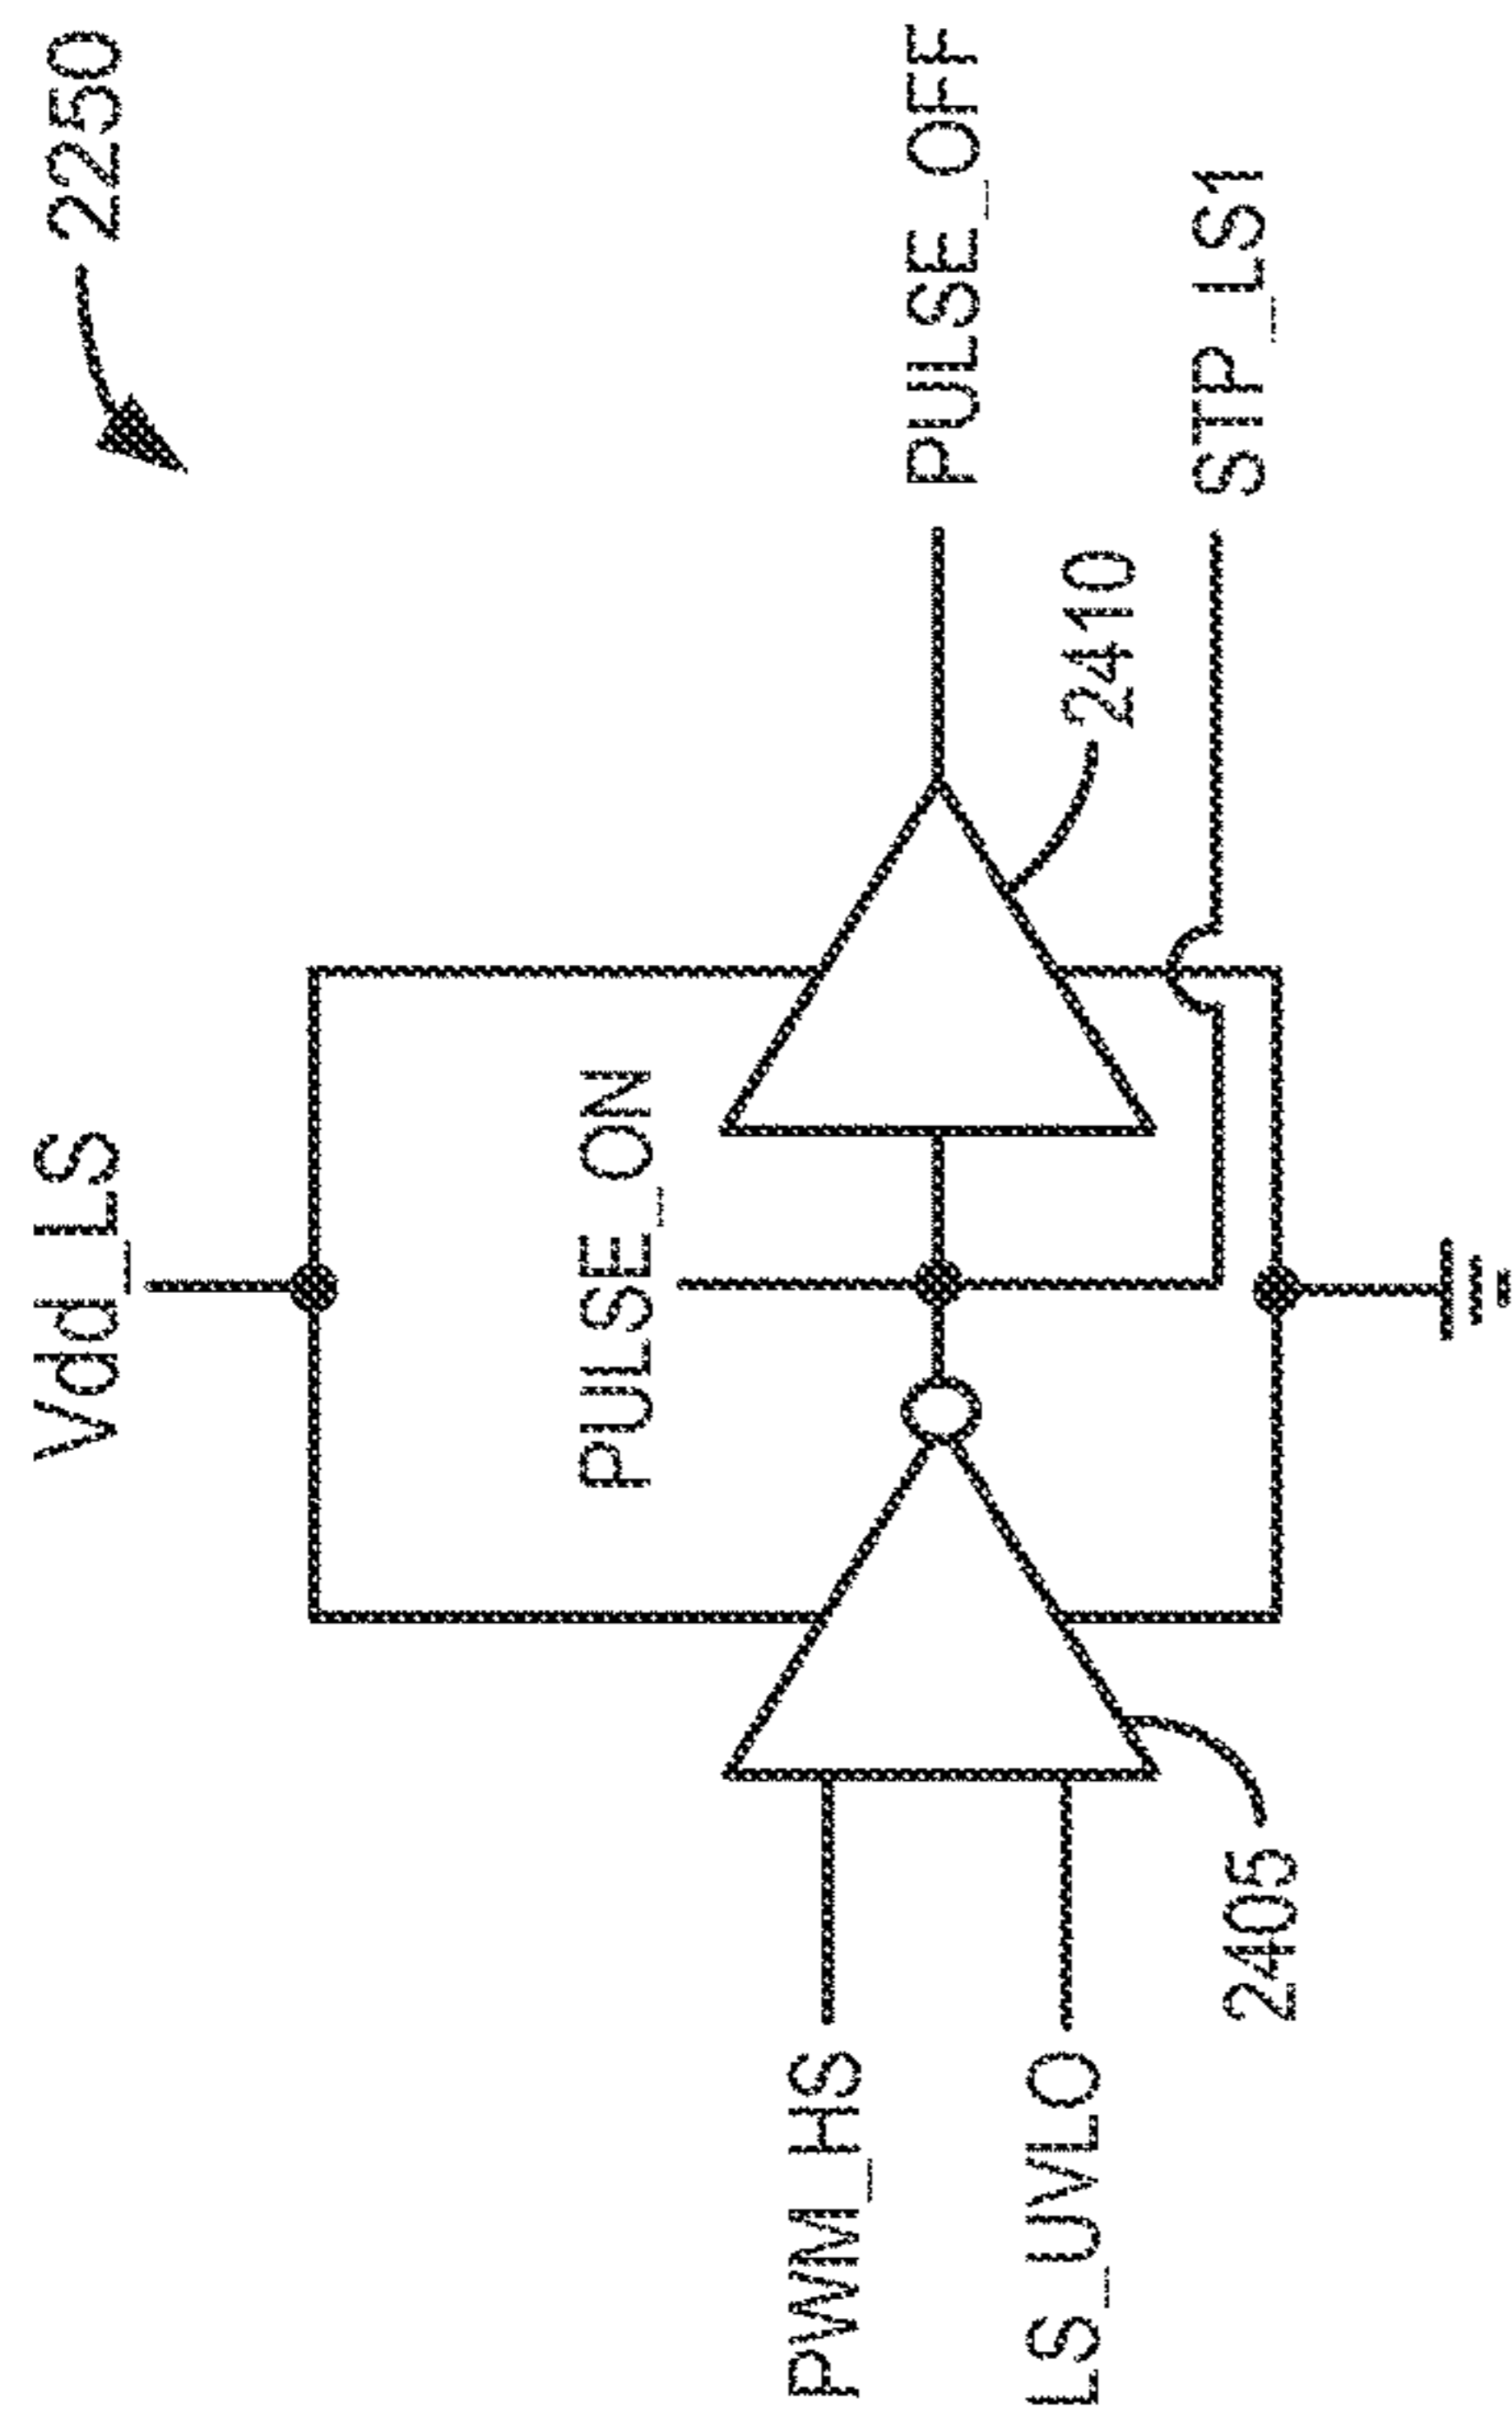 2250
Vdd_LS
PULSE_ON
PULSE_OFF
PWM_HS
LS_UVLO
2410
STP_LS1
2405